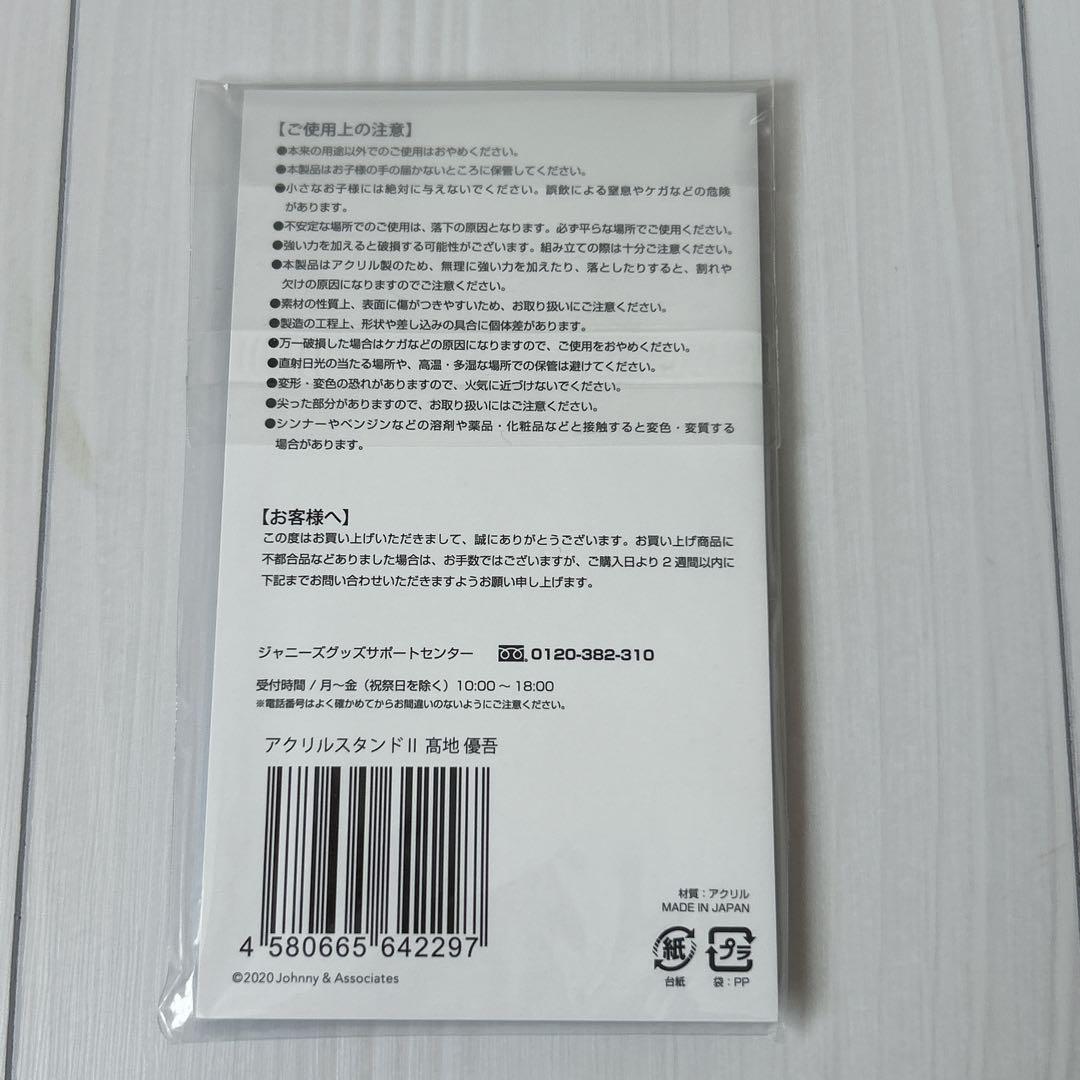 【ご使用上の注意】
●本来の用途以外でのご使用はおやめください。
●本製品はお子様の手の届かないところに保管してください。
●小さなお子様には絶対に与えないでください。誤飲による窒息やケガなどの危険
があります。
●不安定な場所でのご使用は、落下の原因となります。必ず平らな場所でご使用ください。
●強い力を加えると破損する可能性がございます。組み立ての際は十分ご注意ください。
●本製品はアクリル製のため、無理に強い力を加えたり、落としたりすると、割れや
欠けの原因になりますのでご注意ください。
●素材の性質上、表面に傷がつきやすいため、お取り扱いにご注意ください。
●製造の工程上、形状や差し込みの具合に個体差があります。
●万一破損した場合はケガなどの原因になりますので、ご使用をおやめください。
●直射日光の当たる場所や、高温・多湿な場所での保管は避けてください。
●変形・変色の恐れがありますので、火気に近づけないでください。
●尖った部分がありますので、お取り扱いにはご注意ください。
●シンナーやベンジンなどの溶剤や薬品・化粧品などと接触すると変色・変質する
場合があります。
【お客様へ】
この度はお買い上げいただきまして、誠にありがとうございます。お買い上げ商品に
不都合品などありました場合は、お手数ではございますが、ご購入日より2週間以内に
下記までお問い合わせいただきますようお願い申し上げます。
ジャニーズグッズサポートセンター 0120-382-310
受付時間 / 月〜金（祝祭日を除く）10:00 〜 18:00
※電話番号はよく確かめてからお間違いのないようにご注意ください。
アクリルスタンドII 髙地 優吾
4 580665 642297
©2020 Johnny & Associates
材質：アクリル
MADE IN JAPAN
紙 プラ
台紙 袋：PP